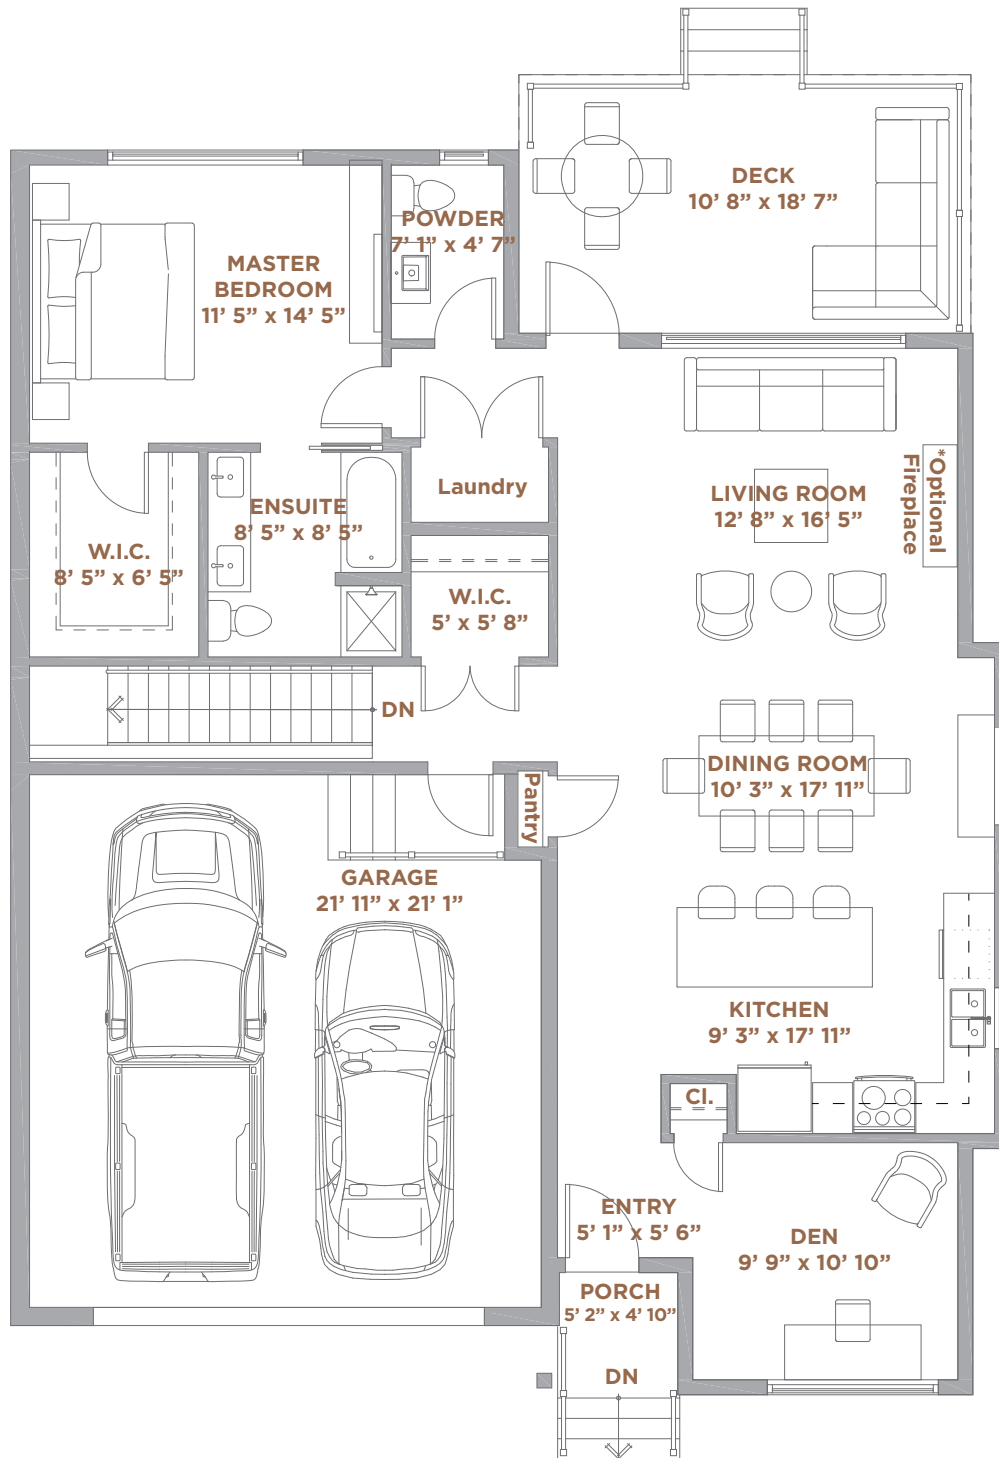 DECK
10’ 8” x 18’ 7”
POWDER
7’ 1” x 4’ 7”
MASTER
BEDROOM
11’ 5” x 14’ 5”
*Optional
Fireplace
Laundry
LIVING ROOM
12’ 8” x 16’ 5”
ENSUITE
8’ 5” x 8’ 5”
W.I.C.
8’ 5” x 6’ 5”
W.I.C.
5’ x 5’ 8”
DN
DINING ROOM
10’ 3” x 17’ 11”
Pantry
GARAGE
21’ 11” x 21’ 1”
KITCHEN
9’ 3” x 17’ 11”
Cl.
ENTRY
5’ 1” x 5’ 6”
DEN
9’ 9” x 10’ 10”
PORCH
5’ 2” x 4’ 10”
DN